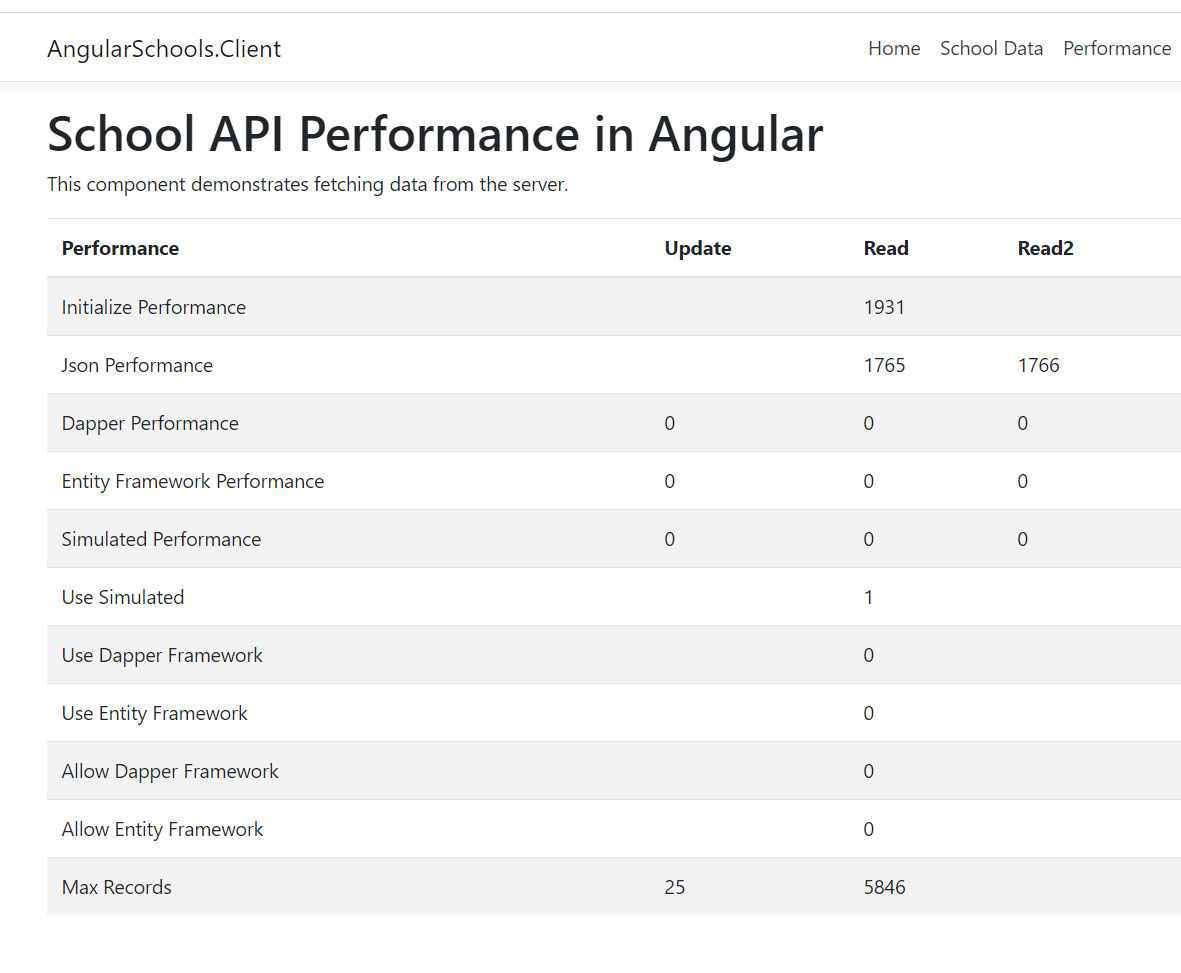 AngularSchools.Client Home School Data Performance
School API Performance in Angular
This component demonstrates fetching data from the server.
Performance Update Read Read2
Initialize Performance 1931
Json Performance 1765 1766
Dapper Performance 0 0 0
Entity Framework Performance 0 0 0
Simulated Performance 0 0 0
Use Simulated 1
Use Dapper Framework 0
Use Entity Framework 0
Allow Dapper Framework 0
Allow Entity Framework 0
Max Records 25 5846